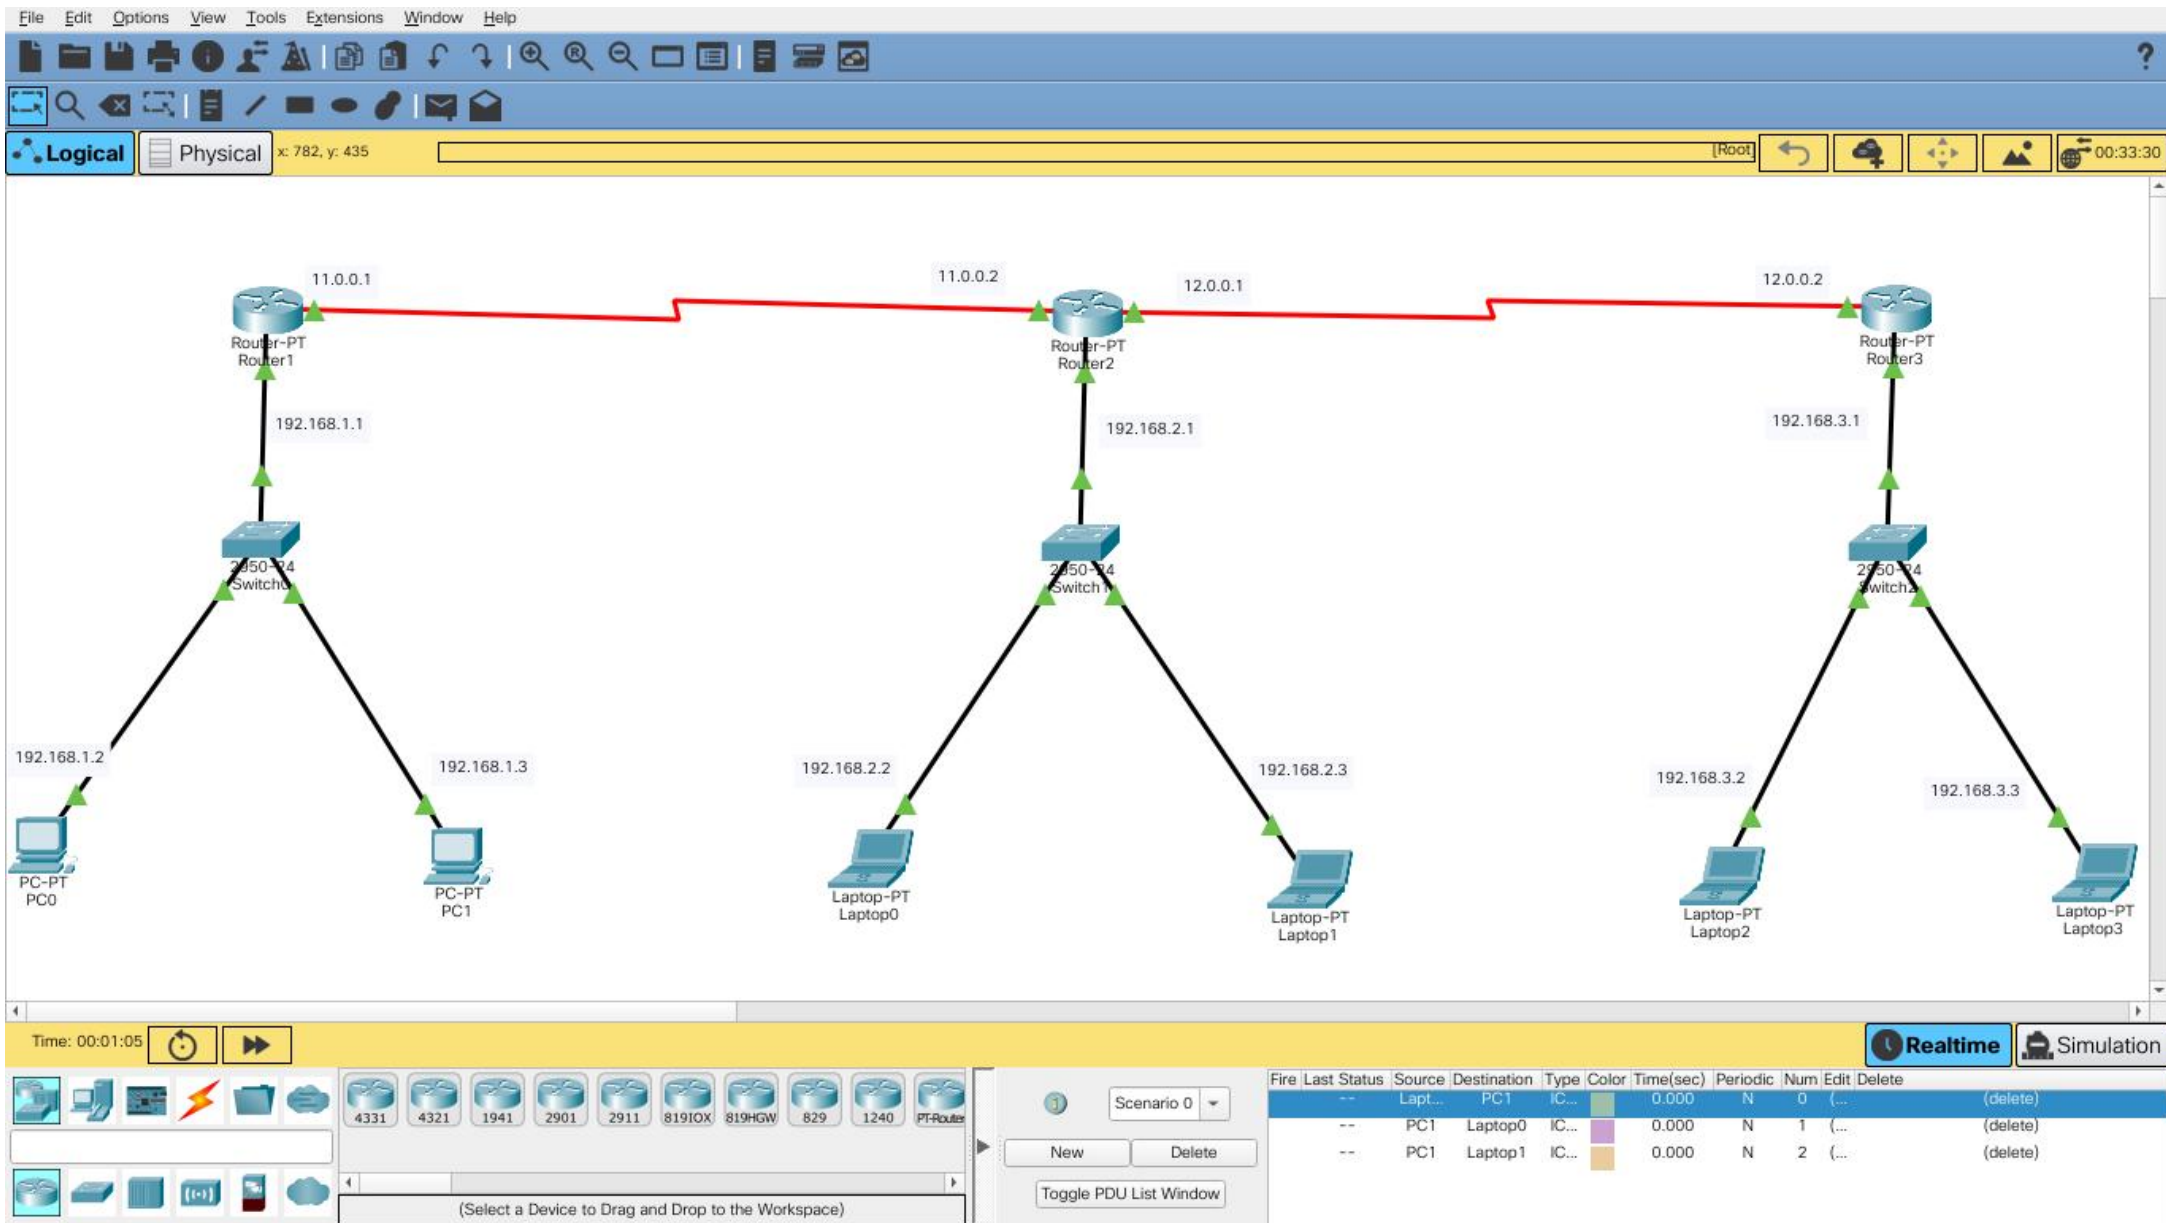 File Edit Options View Tools Extensions Window Help
Logical Physical x: 782, y: 435 [Root] 00:33:30
11.0.0.1 11.0.0.2 12.0.0.1 12.0.0.2
Router-PT
Router1
Router-PT
Router2
Router-PT
Router3
192.168.1.1 192.168.2.1 192.168.3.1
2950-24
Switch0
2950-24
Switch1
2950-24
Switch2
192.168.1.2 192.168.1.3 192.168.2.2 192.168.2.3 192.168.3.2 192.168.3.3
PC-PT
PC0
PC-PT
PC1
Laptop-PT
Laptop0
Laptop-PT
Laptop1
Laptop-PT
Laptop2
Laptop-PT
Laptop3
Time: 00:01:05 Realtime Simulation
4331 4321 1941 2901 2911 819IOX 819HGW 829 1240 PT-Router
(Select a Device to Drag and Drop to the Workspace)
Scenario 0
New Delete
Toggle PDU List Window
Fire Last Status Source Destination Type Color Time(sec) Periodic Num Edit Delete
-- Lapt... PC1 IC... 0.000 N 0 (... (delete)
-- PC1 Laptop0 IC... 0.000 N 1 (... (delete)
-- PC1 Laptop1 IC... 0.000 N 2 (... (delete)